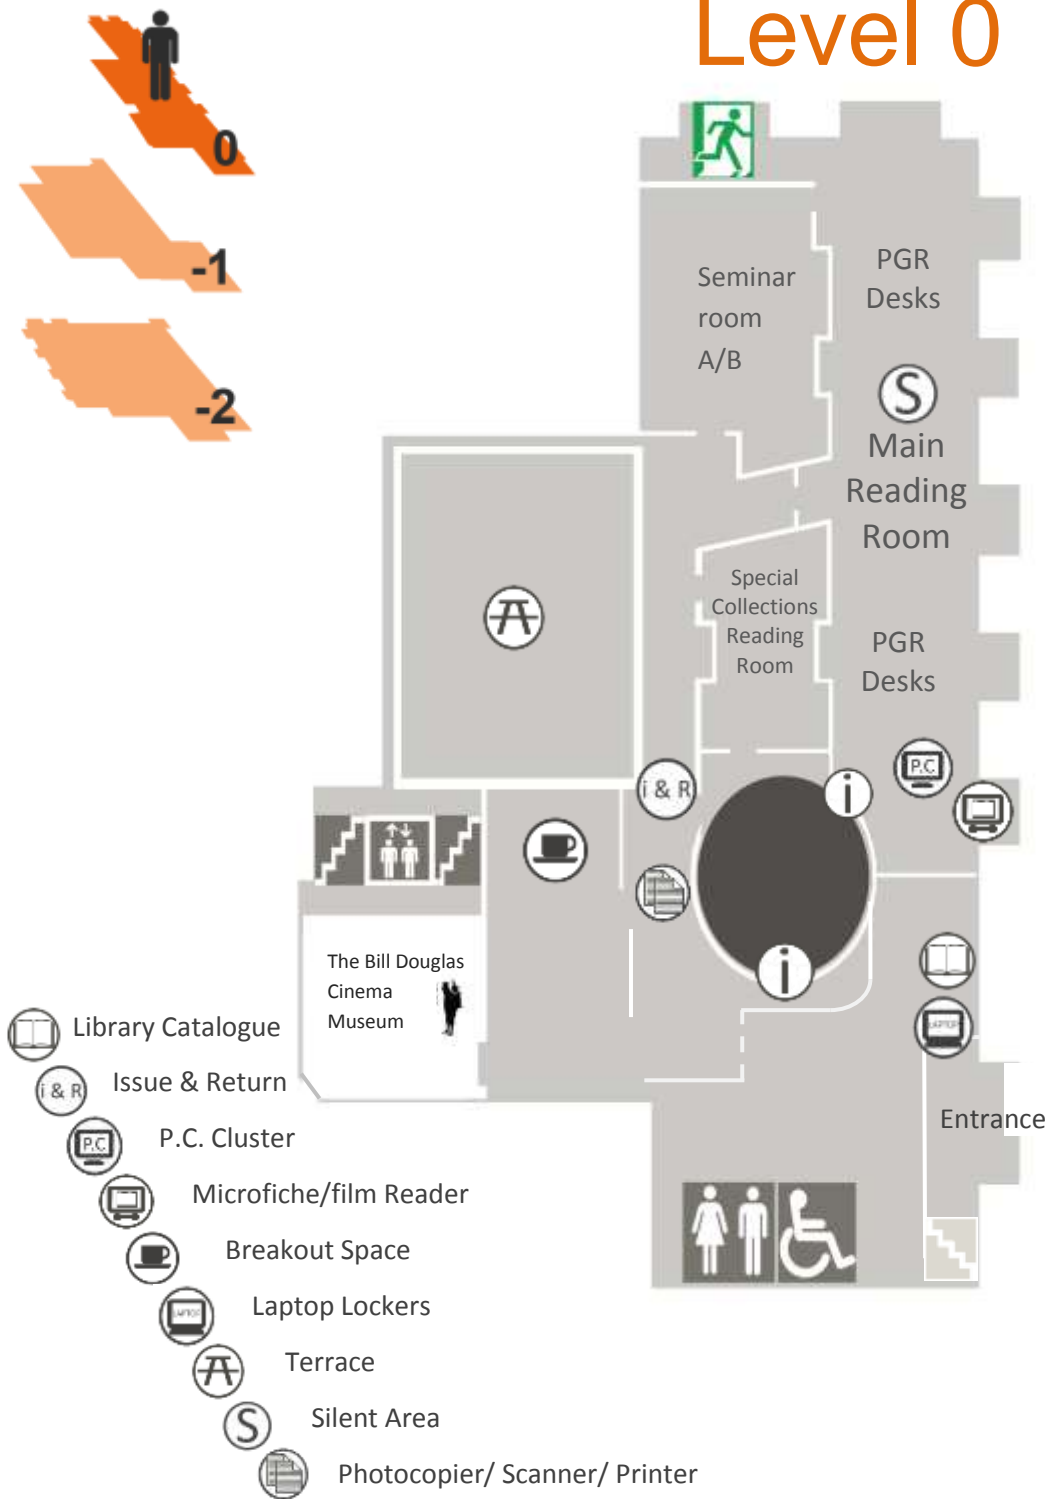 Level 0
0
-1
-2
PGR
Desks
Seminar
room
A/B
S
Main
Reading
Room
Special
Collections
Reading
Room
PGR
Desks
P.C
i & R
i
i
The Bill Douglas
Cinema
Museum
LAPTOP
Entrance
Library Catalogue
i & R
Issue & Return
P.C
P.C. Cluster
Microfiche/film Reader
Breakout Space
LAPTOP
Laptop Lockers
Terrace
S
Silent Area
Photocopier/ Scanner/ Printer